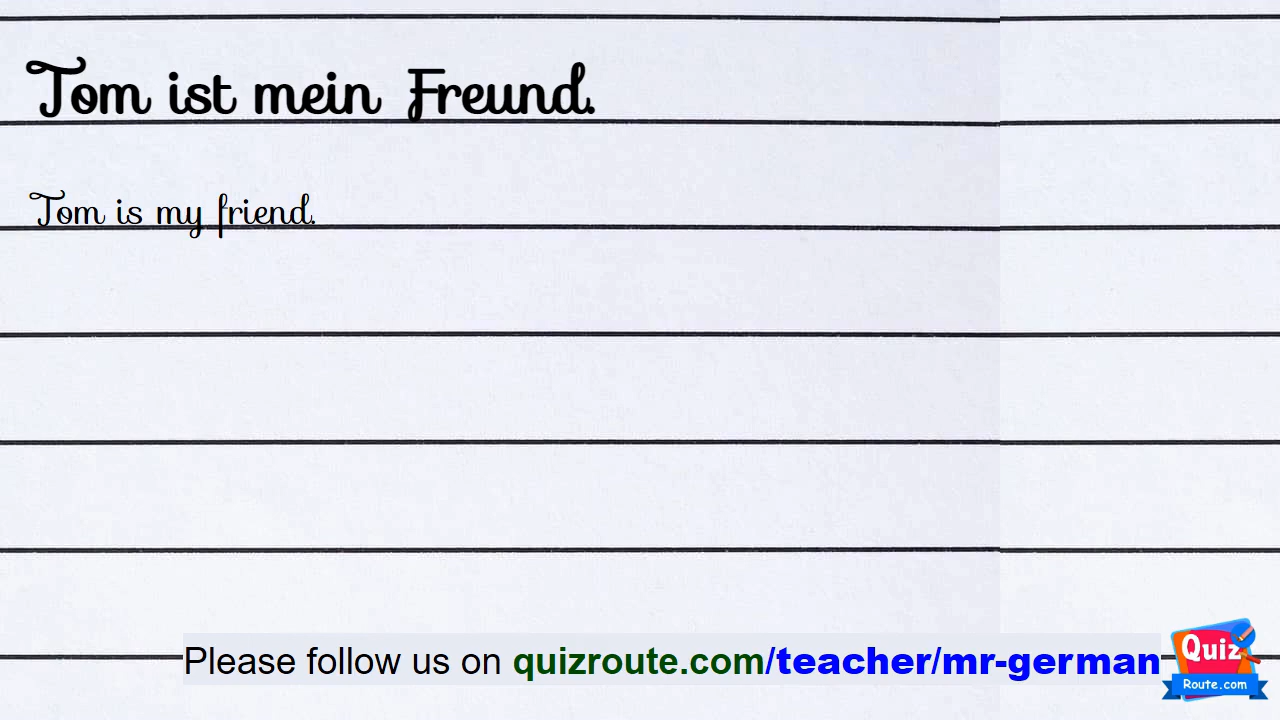 Tom ist mein Freund.
Tom is my friend.
Please follow us on quizroute.com/teacher/mr-german
Quiz
Route.com